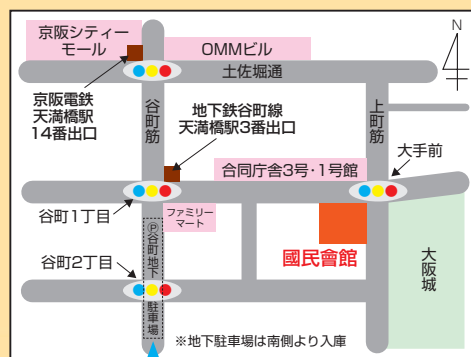 京阪シティー
モール
OMMビル
N
土佐堀通
京阪電鉄
天満橋駅
14番出口
谷町筋
地下鉄谷町線
天満橋駅3番出口
上町筋
大手前
合同庁舎3号・1号館
谷町1丁目
ファミリー
マート
國民會館
大阪城
谷町2丁目
Ⓟ谷町地下駐車場
※地下駐車場は南側より入庫